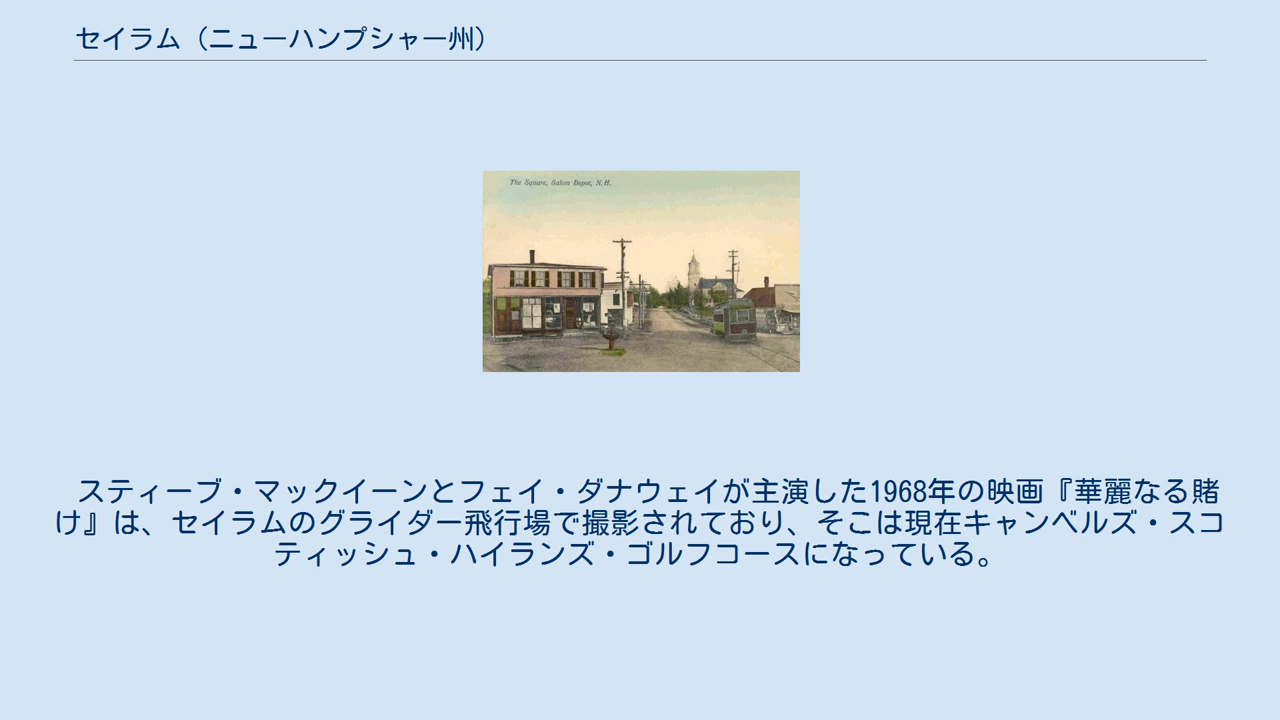 セイラム（ニューハンプシャー州）
The Square, Salem Depot, N.H.
スティーブ・マックイーンとフェイ・ダナウェイが主演した1968年の映画『華麗なる賭
け』は、セイラムのグライダー飛行場で撮影されており、そこは現在キャンベルズ・スコ
ティッシュ・ハイランズ・ゴルフコースになっている。